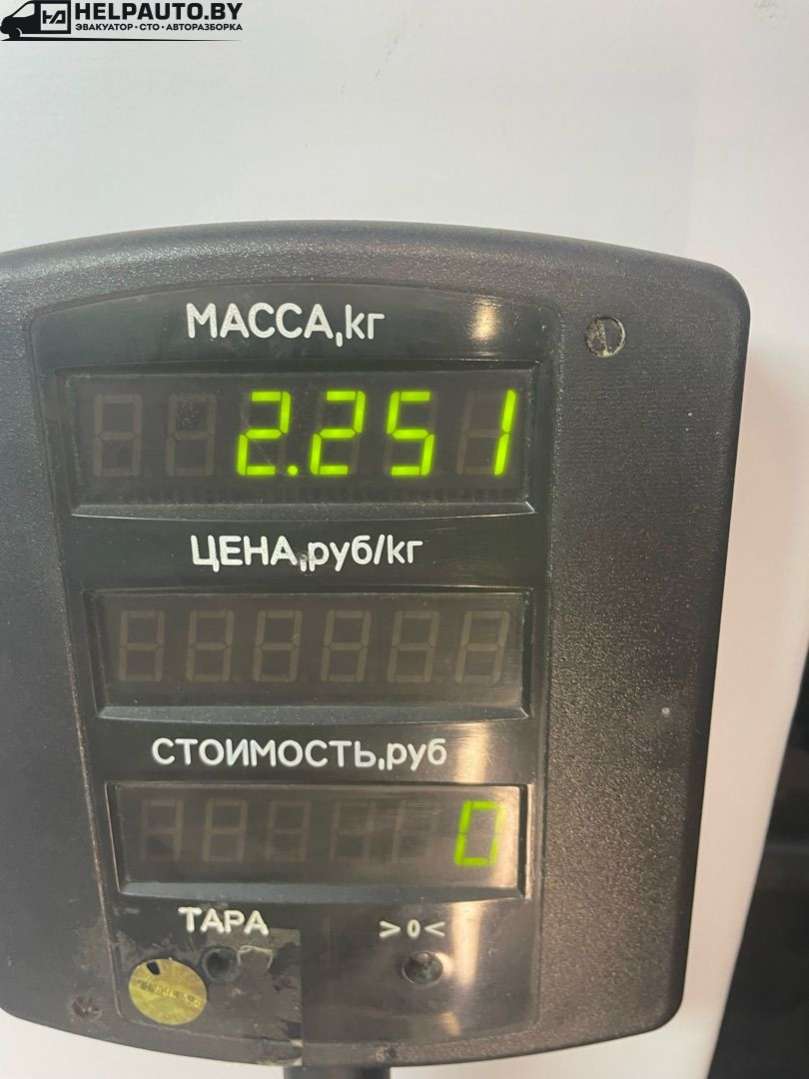 HELPAUTO.BY
ЭВАКУАТОР · СТО · АВТОРАЗБОРКА
МАССА,кг
2.251
ЦЕНА,руб/кг
СТОИМОСТЬ,руб
0
ТАРА >0<